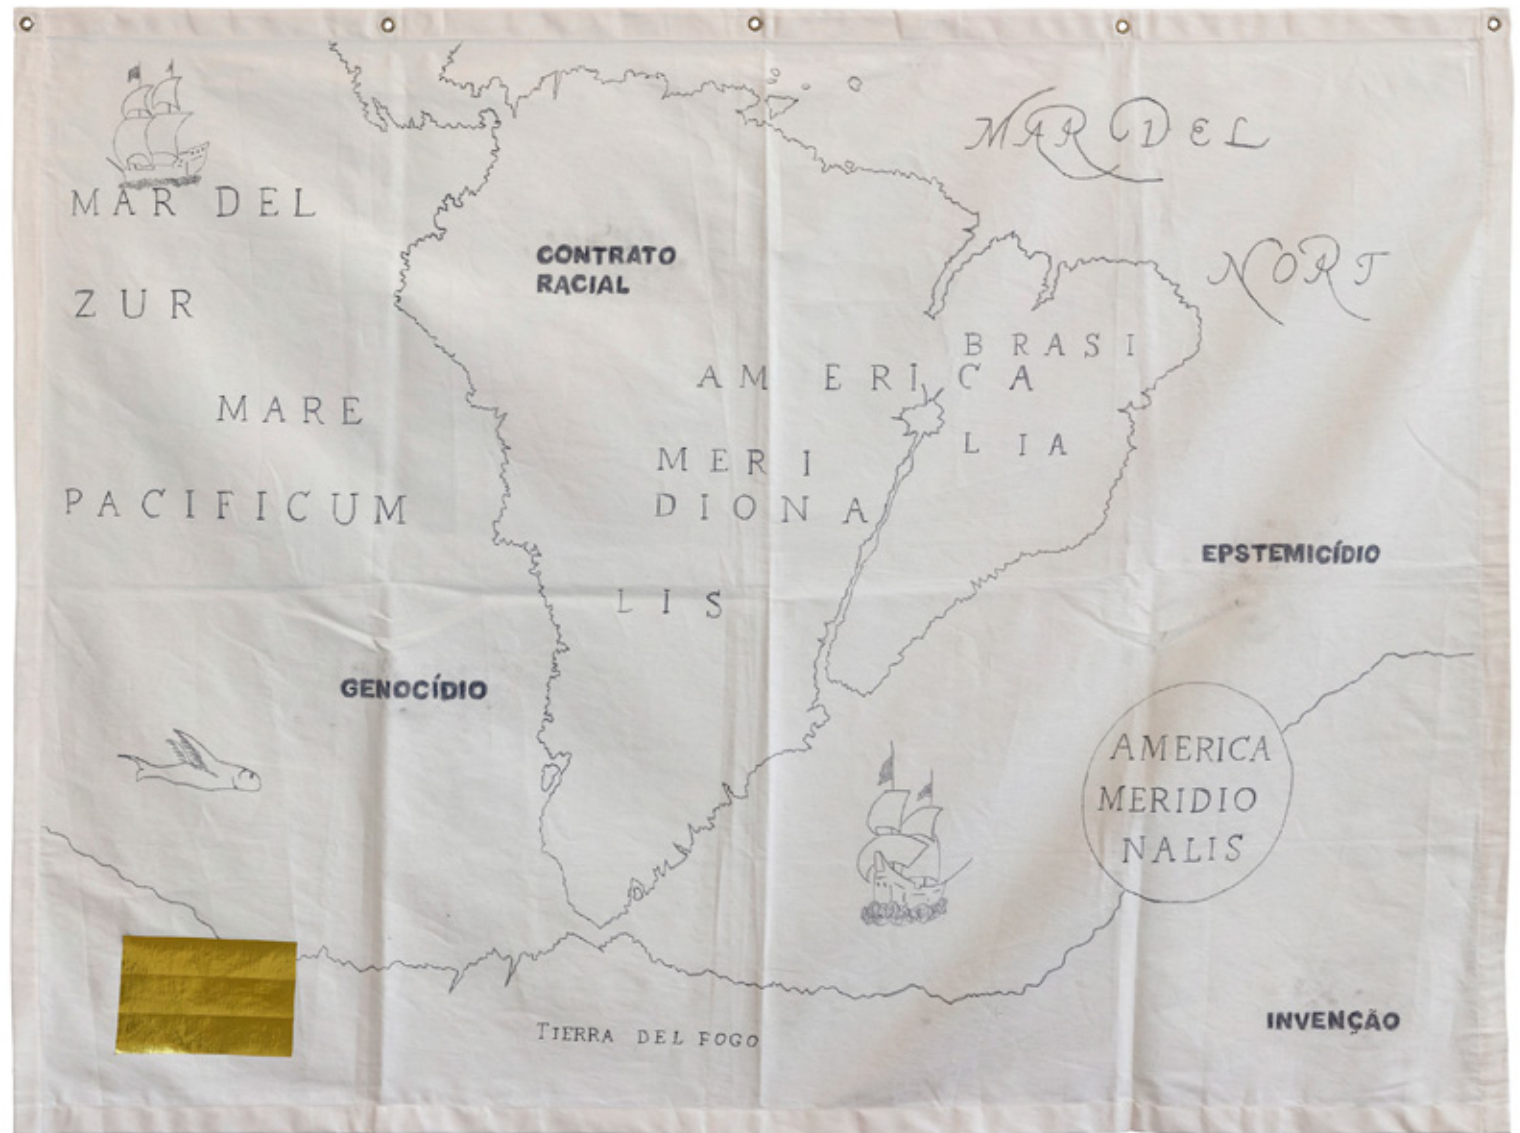 MAR DEL
ZUR
MARE
PACIFICUM
MAR DEL
NORT
CONTRATO
RACIAL
BRASI
LIA
AMERICA
MERI
DIONA
LIS
GENOCÍDIO
EPSTEMICÍDIO
AMERICA
MERIDIO
NALIS
TIERRA DEL FOGO
INVENÇÃO